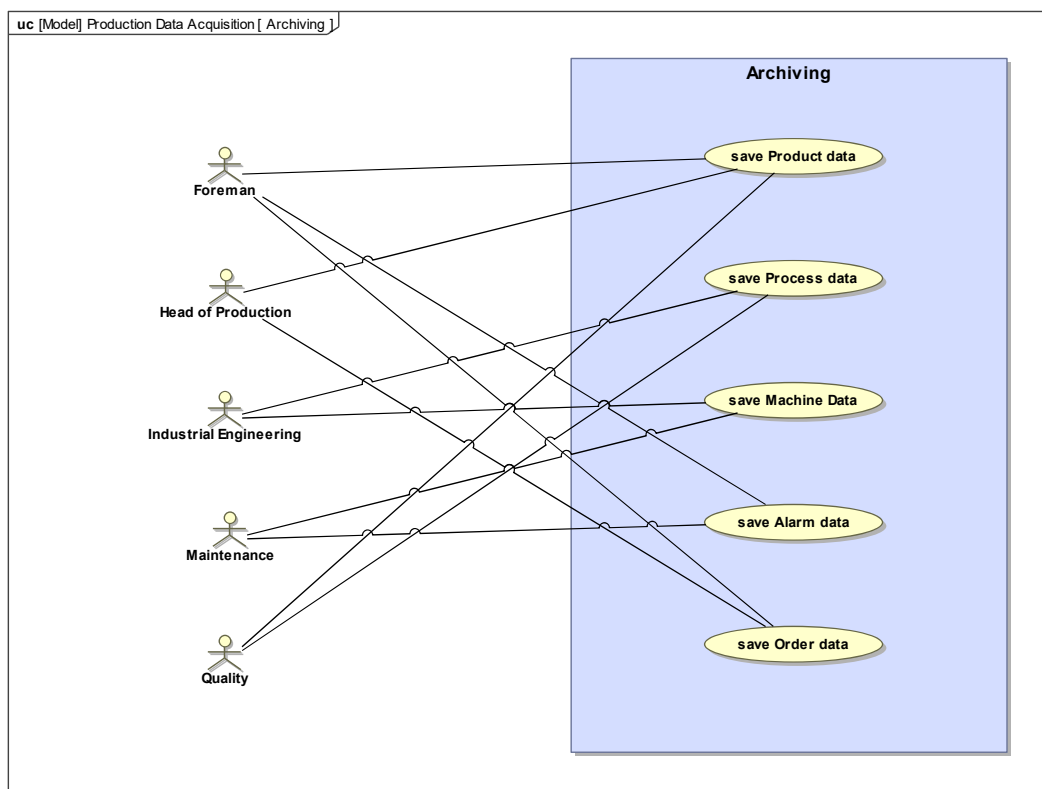 uc [Model] Production Data Acquisition [ Archiving ]
Archiving
save Product data
Foreman
save Process data
Head of Production
save Machine Data
Industrial Engineering
save Alarm data
Maintenance
save Order data
Quality